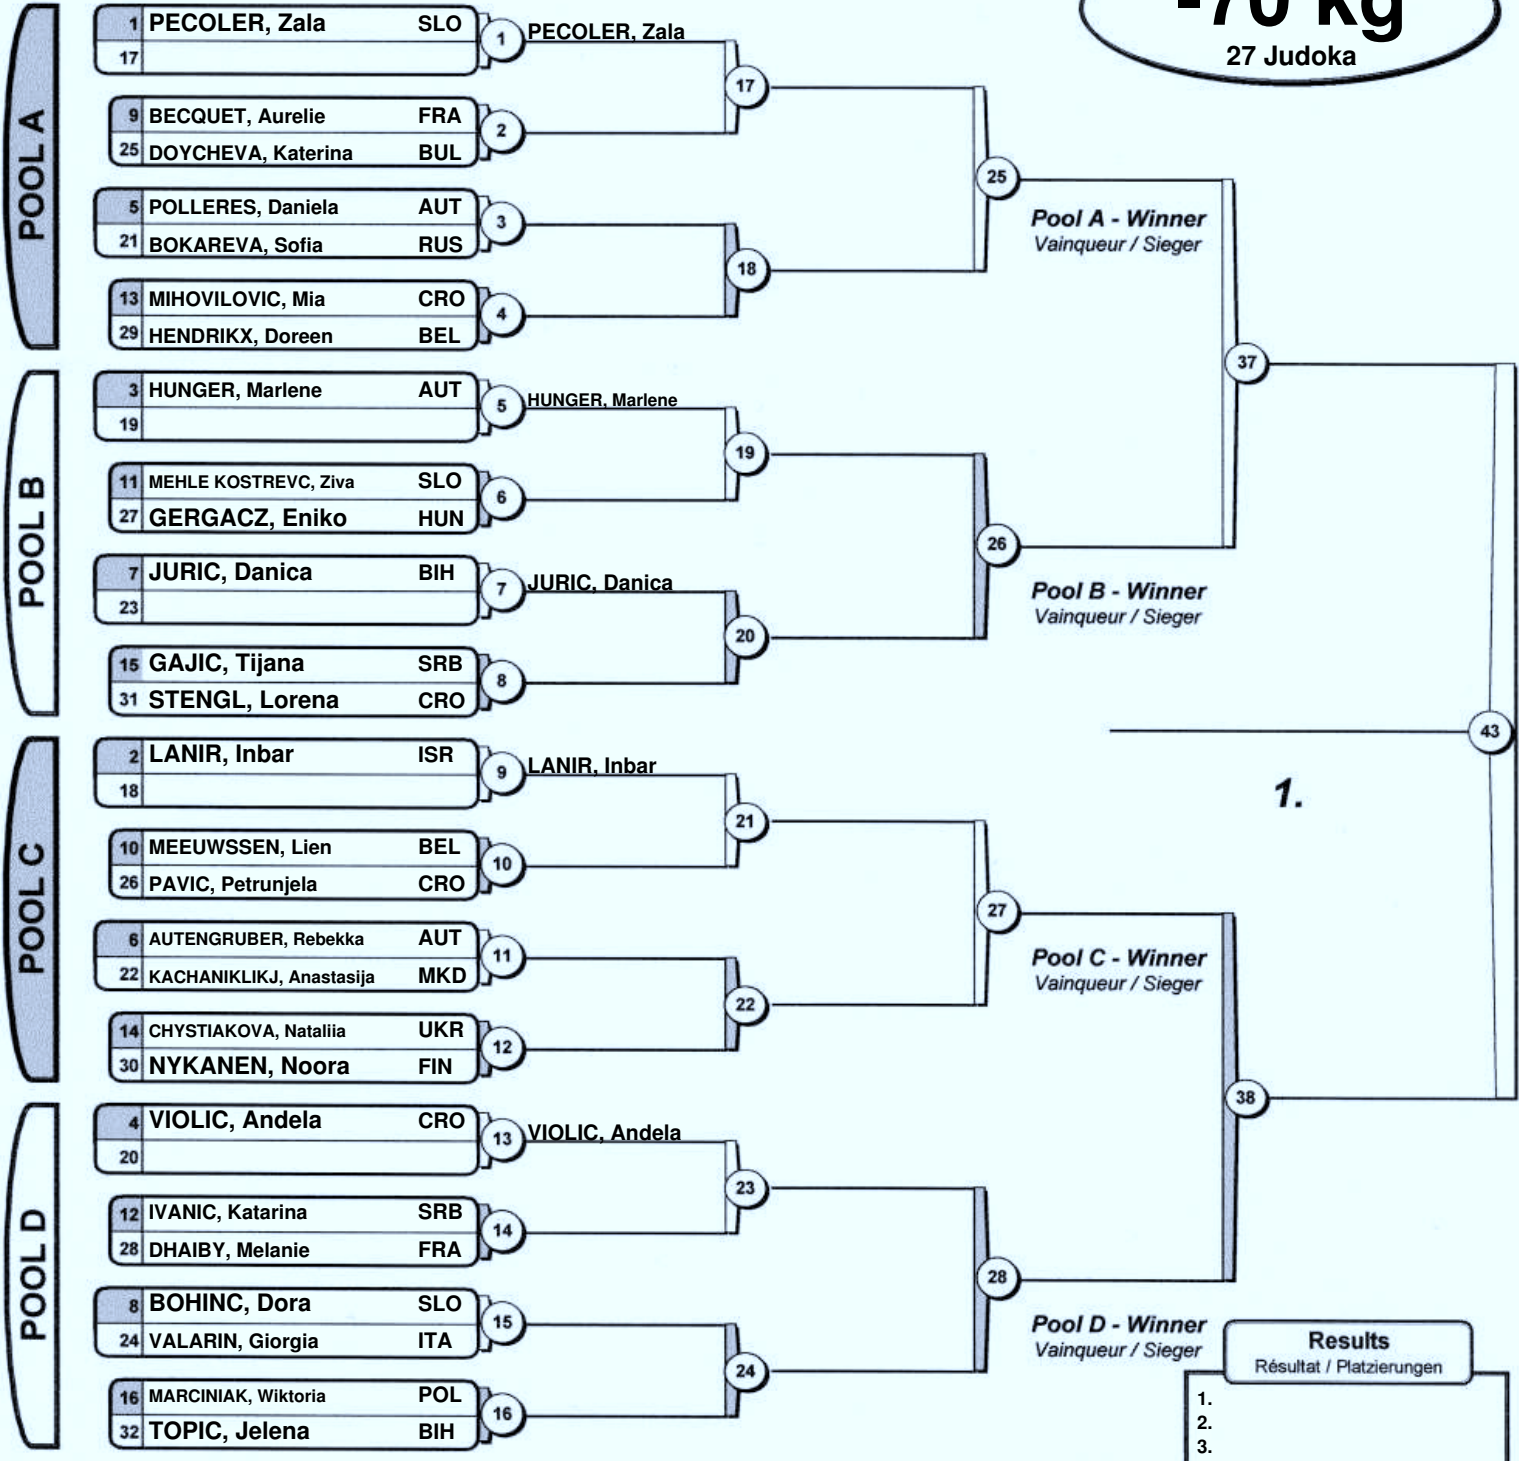 -70 kg
27 Judoka
POOL A
1 PECOLER, Zala SLO
17
1 PECOLER, Zala
9 BECQUET, Aurelie FRA
25 DOYCHEVA, Katerina BUL
2
17
5 POLLERES, Daniela AUT
21 BOKAREVA, Sofia RUS
3
13 MIHOVILOVIC, Mia CRO
29 HENDRIKX, Doreen BEL
4
18
25
Pool A - Winner
Vainqueur / Sieger
POOL B
3 HUNGER, Marlene AUT
19
5 HUNGER, Marlene
11 MEHLE KOSTREVC, Ziva SLO
27 GERGACZ, Eniko HUN
6
19
7 JURIC, Danica BIH
23
7 JURIC, Danica
15 GAJIC, Tijana SRB
31 STENGL, Lorena CRO
8
20
26
Pool B - Winner
Vainqueur / Sieger
37
POOL C
2 LANIR, Inbar ISR
18
9 LANIR, Inbar
10 MEEUWSSEN, Lien BEL
26 PAVIC, Petrunjela CRO
10
21
6 AUTENGRUBER, Rebekka AUT
22 KACHANIKLIKJ, Anastasija MKD
11
14 CHYSTIAKOVA, Nataliia UKR
30 NYKANEN, Noora FIN
12
22
27
Pool C - Winner
Vainqueur / Sieger
43
1.
POOL D
4 VIOLIC, Andela CRO
20
13 VIOLIC, Andela
12 IVANIC, Katarina SRB
28 DHAIBY, Melanie FRA
14
23
8 BOHINC, Dora SLO
24 VALARIN, Giorgia ITA
15
16 MARCINIAK, Wiktoria POL
32 TOPIC, Jelena BIH
16
24
28
Pool D - Winner
Vainqueur / Sieger
38
Results
Résultat / Platzierungen
1.
2.
3.